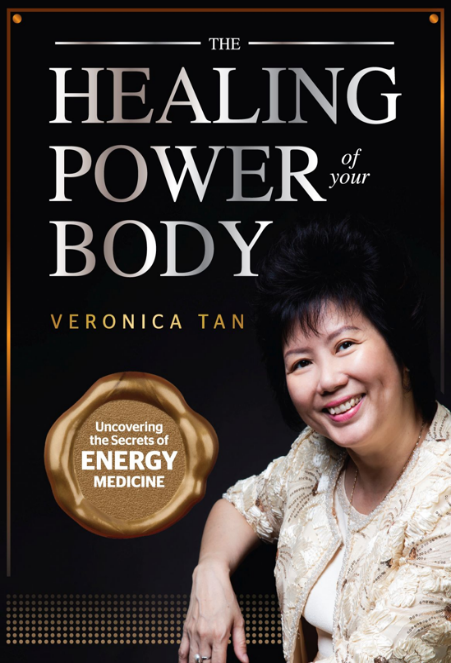 THE
HEALING
POWER of your
BODY
VERONICA TAN
Uncovering
the Secrets of
ENERGY
MEDICINE